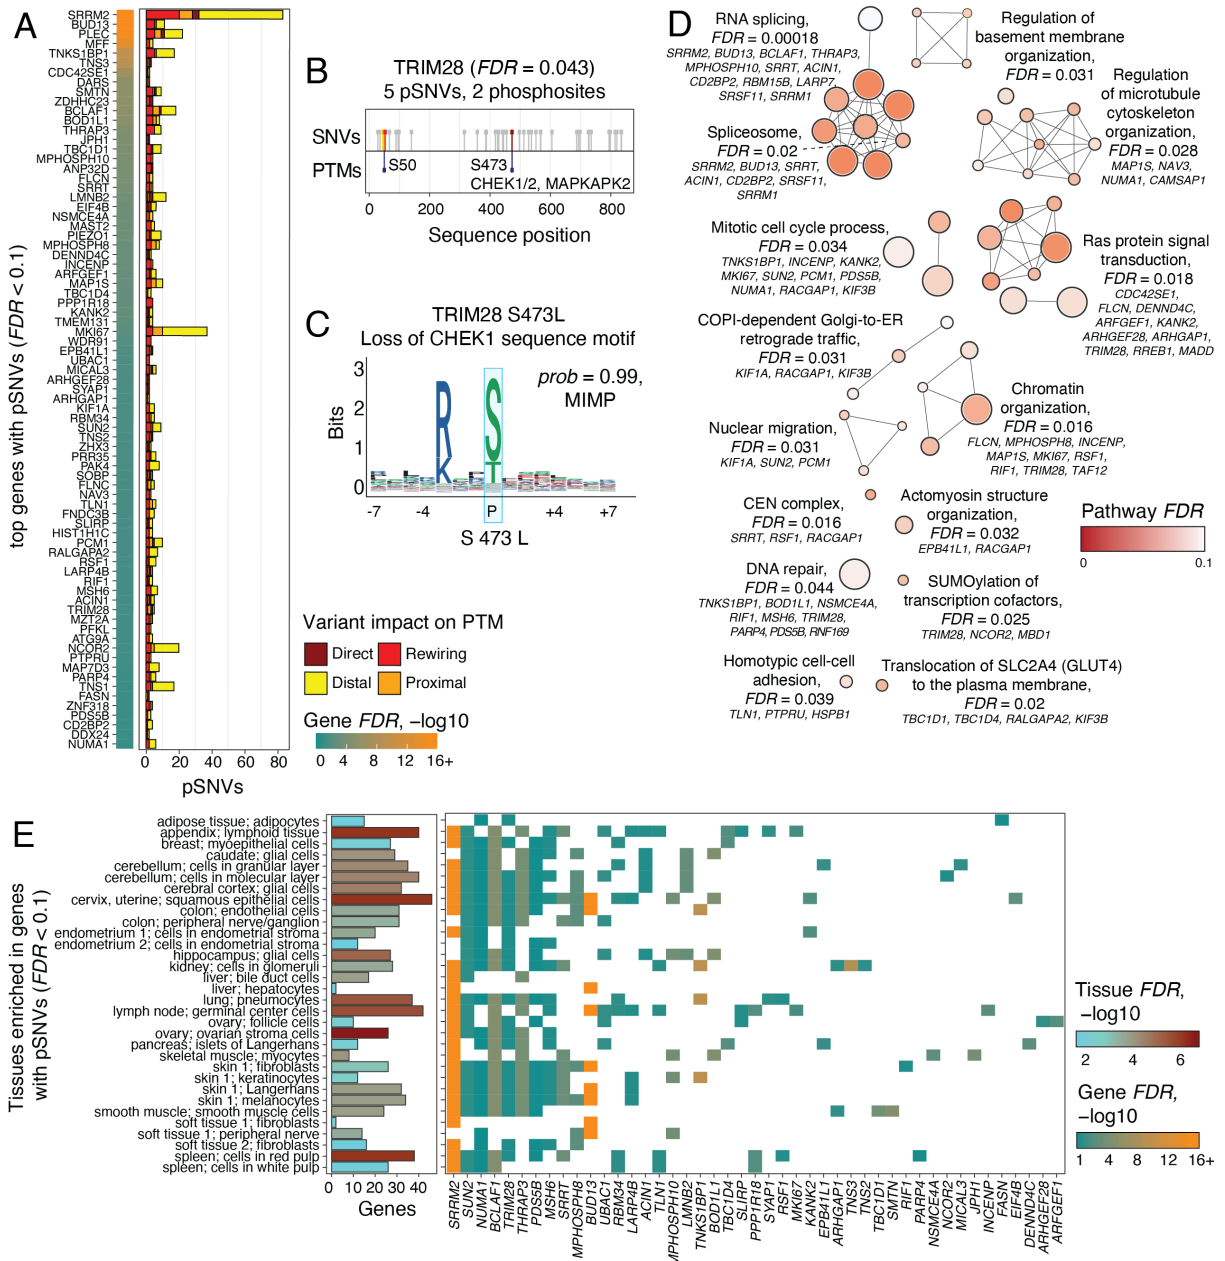 A
top genes with pSNVs (FDR < 0.1)
SRRM2
BUD13
PLEC
MFF
TNKS1BP1
TNS3
CDC42SE1
DARS
SMTN
ZDHHC23
BCLAF1
BOD1L1
THRAP3
JPH1
TBC1D1
MPHOSPH10
ANP32D
FLCN
SRRT
LMNB2
EIF4B
NSMCE4A
MAST2
PIEZO1
MPHOSPH8
DENND4C
INCENP
ARFGEF1
MAP1S
TBC1D4
PPP1R18
KANK2
TMEM131
MKI67
WDR91
EPB41L1
UBAC1
MICAL3
ARHGEF28
SYAP1
ARHGAP1
KIF1A
RBM34
SUN2
TNS2
ZHX3
PRR35
PAK4
SOBP
FLNC
NAV3
TLN1
FNDC3B
SLIRP
HIST1H1C
PCM1
RALGAPA2
RSF1
LARP4B
RIF1
MSH6
ACIN1
TRIM28
MZT2A
PFKL
ATG9A
NCOR2
PTPRU
MAP7D3
PARP4
TNS1
FASN
ZNF318
PDS5B
CD2BP2
DDX24
NUMA1
0 20 40 60 80
pSNVs
B
TRIM28 (FDR = 0.043)
5 pSNVs, 2 phosphosites
SNVs
PTMs
S50
S473
CHEK1/2, MAPKAPK2
0 200 400 600 800
Sequence position
C
TRIM28 S473L
Loss of CHEK1 sequence motif
prob = 0.99,
MIMP
Bits
3
2
1
0
R
K
S
T
-7 -4 P +4 +7
S 473 L
Variant impact on PTM
Direct Rewiring
Distal Proximal
Gene FDR, −log10
0 4 8 12 16+
D
RNA splicing,
FDR = 0.00018
SRRM2, BUD13, BCLAF1, THRAP3,
MPHOSPH10, SRRT, ACIN1,
CD2BP2, RBM15B, LARP7,
SRSF11, SRRM1
Spliceosome,
FDR = 0.02
SRRM2, BUD13, SRRT,
ACIN1, CD2BP2, SRSF11,
SRRM1
Regulation of
basement membrane
organization,
FDR = 0.031
Regulation
of microtubule
cytoskeleton
organization,
FDR = 0.028
MAP1S, NAV3,
NUMA1, CAMSAP1
Mitotic cell cycle process,
FDR = 0.034
TNKS1BP1, INCENP, KANK2,
MKI67, SUN2, PCM1, PDS5B,
NUMA1, RACGAP1, KIF3B
Ras protein signal
transduction,
FDR = 0.018
CDC42SE1,
FLCN, DENND4C,
ARFGEF1, KANK2,
ARHGEF28, ARHGAP1,
TRIM28, RREB1, MADD
COPI-dependent Golgi-to-ER
retrograde traffic,
FDR = 0.031
KIF1A, RACGAP1, KIF3B
Chromatin
organization,
FDR = 0.016
FLCN, MPHOSPH8, INCENP,
MAP1S, MKI67, RSF1,
RIF1, TRIM28, TAF12
Nuclear migration,
FDR = 0.031
KIF1A, SUN2, PCM1
CEN complex,
FDR = 0.016
SRRT, RSF1, RACGAP1
Actomyosin structure
organization,
FDR = 0.032
EPB41L1, RACGAP1
Pathway FDR
0 0.1
DNA repair,
FDR = 0.044
TNKS1BP1, BOD1L1, NSMCE4A,
RIF1, MSH6, TRIM28,
PARP4, PDS5B, RNF169
SUMOylation of
transcription cofactors,
FDR = 0.025
TRIM28, NCOR2, MBD1
Homotypic cell-cell
adhesion,
FDR = 0.039
TLN1, PTPRU, HSPB1
Translocation of SLC2A4 (GLUT4)
to the plasma membrane,
FDR = 0.02
TBC1D1, TBC1D4, RALGAPA2, KIF3B
E
Tissues enriched in genes
with pSNVs (FDR < 0.1)
adipose tissue; adipocytes
appendix; lymphoid tissue
breast; myoepithelial cells
caudate; glial cells
cerebellum; cells in granular layer
cerebellum; cells in molecular layer
cerebral cortex; glial cells
cervix, uterine; squamous epithelial cells
colon; endothelial cells
colon; peripheral nerve/ganglion
endometrium 1; cells in endometrial stroma
endometrium 2; cells in endometrial stroma
hippocampus; glial cells
kidney; cells in glomeruli
liver; bile duct cells
liver; hepatocytes
lung; pneumocytes
lymph node; germinal center cells
ovary; follicle cells
ovary; ovarian stroma cells
pancreas; islets of Langerhans
skeletal muscle; myocytes
skin 1; fibroblasts
skin 1; keratinocytes
skin 1; Langerhans
skin 1; melanocytes
smooth muscle; smooth muscle cells
soft tissue 1; fibroblasts
soft tissue 1; peripheral nerve
soft tissue 2; fibroblasts
spleen; cells in red pulp
spleen; cells in white pulp
0 10 20 30 40
Genes
SRRM2
SUN2
NUMA1
BCLAF1
TRIM28
THRAP3
PDS5B
MSH6
SRRT
MPHOSPH8
BUD13
UBAC1
RBM34
LARP4B
ACIN1
TLN1
MPHOSPH10
LMNB2
TNKS1BP1
BOD1L1
TBC1D4
SLIRP
PPP1R18
SYAP1
RSF1
MKI67
KANK2
EPB41L1
ARHGAP1
TNS3
TNS2
TBC1D1
SMTN
RIF1
PARP4
NSMCE4A
NCOR2
MICAL3
JPH1
INCENP
FASN
EIF4B
DENND4C
ARHGEF28
ARFGEF1
Tissue FDR,
−log10
2 4 6
Gene FDR,
−log10
1 4 8 12 16+